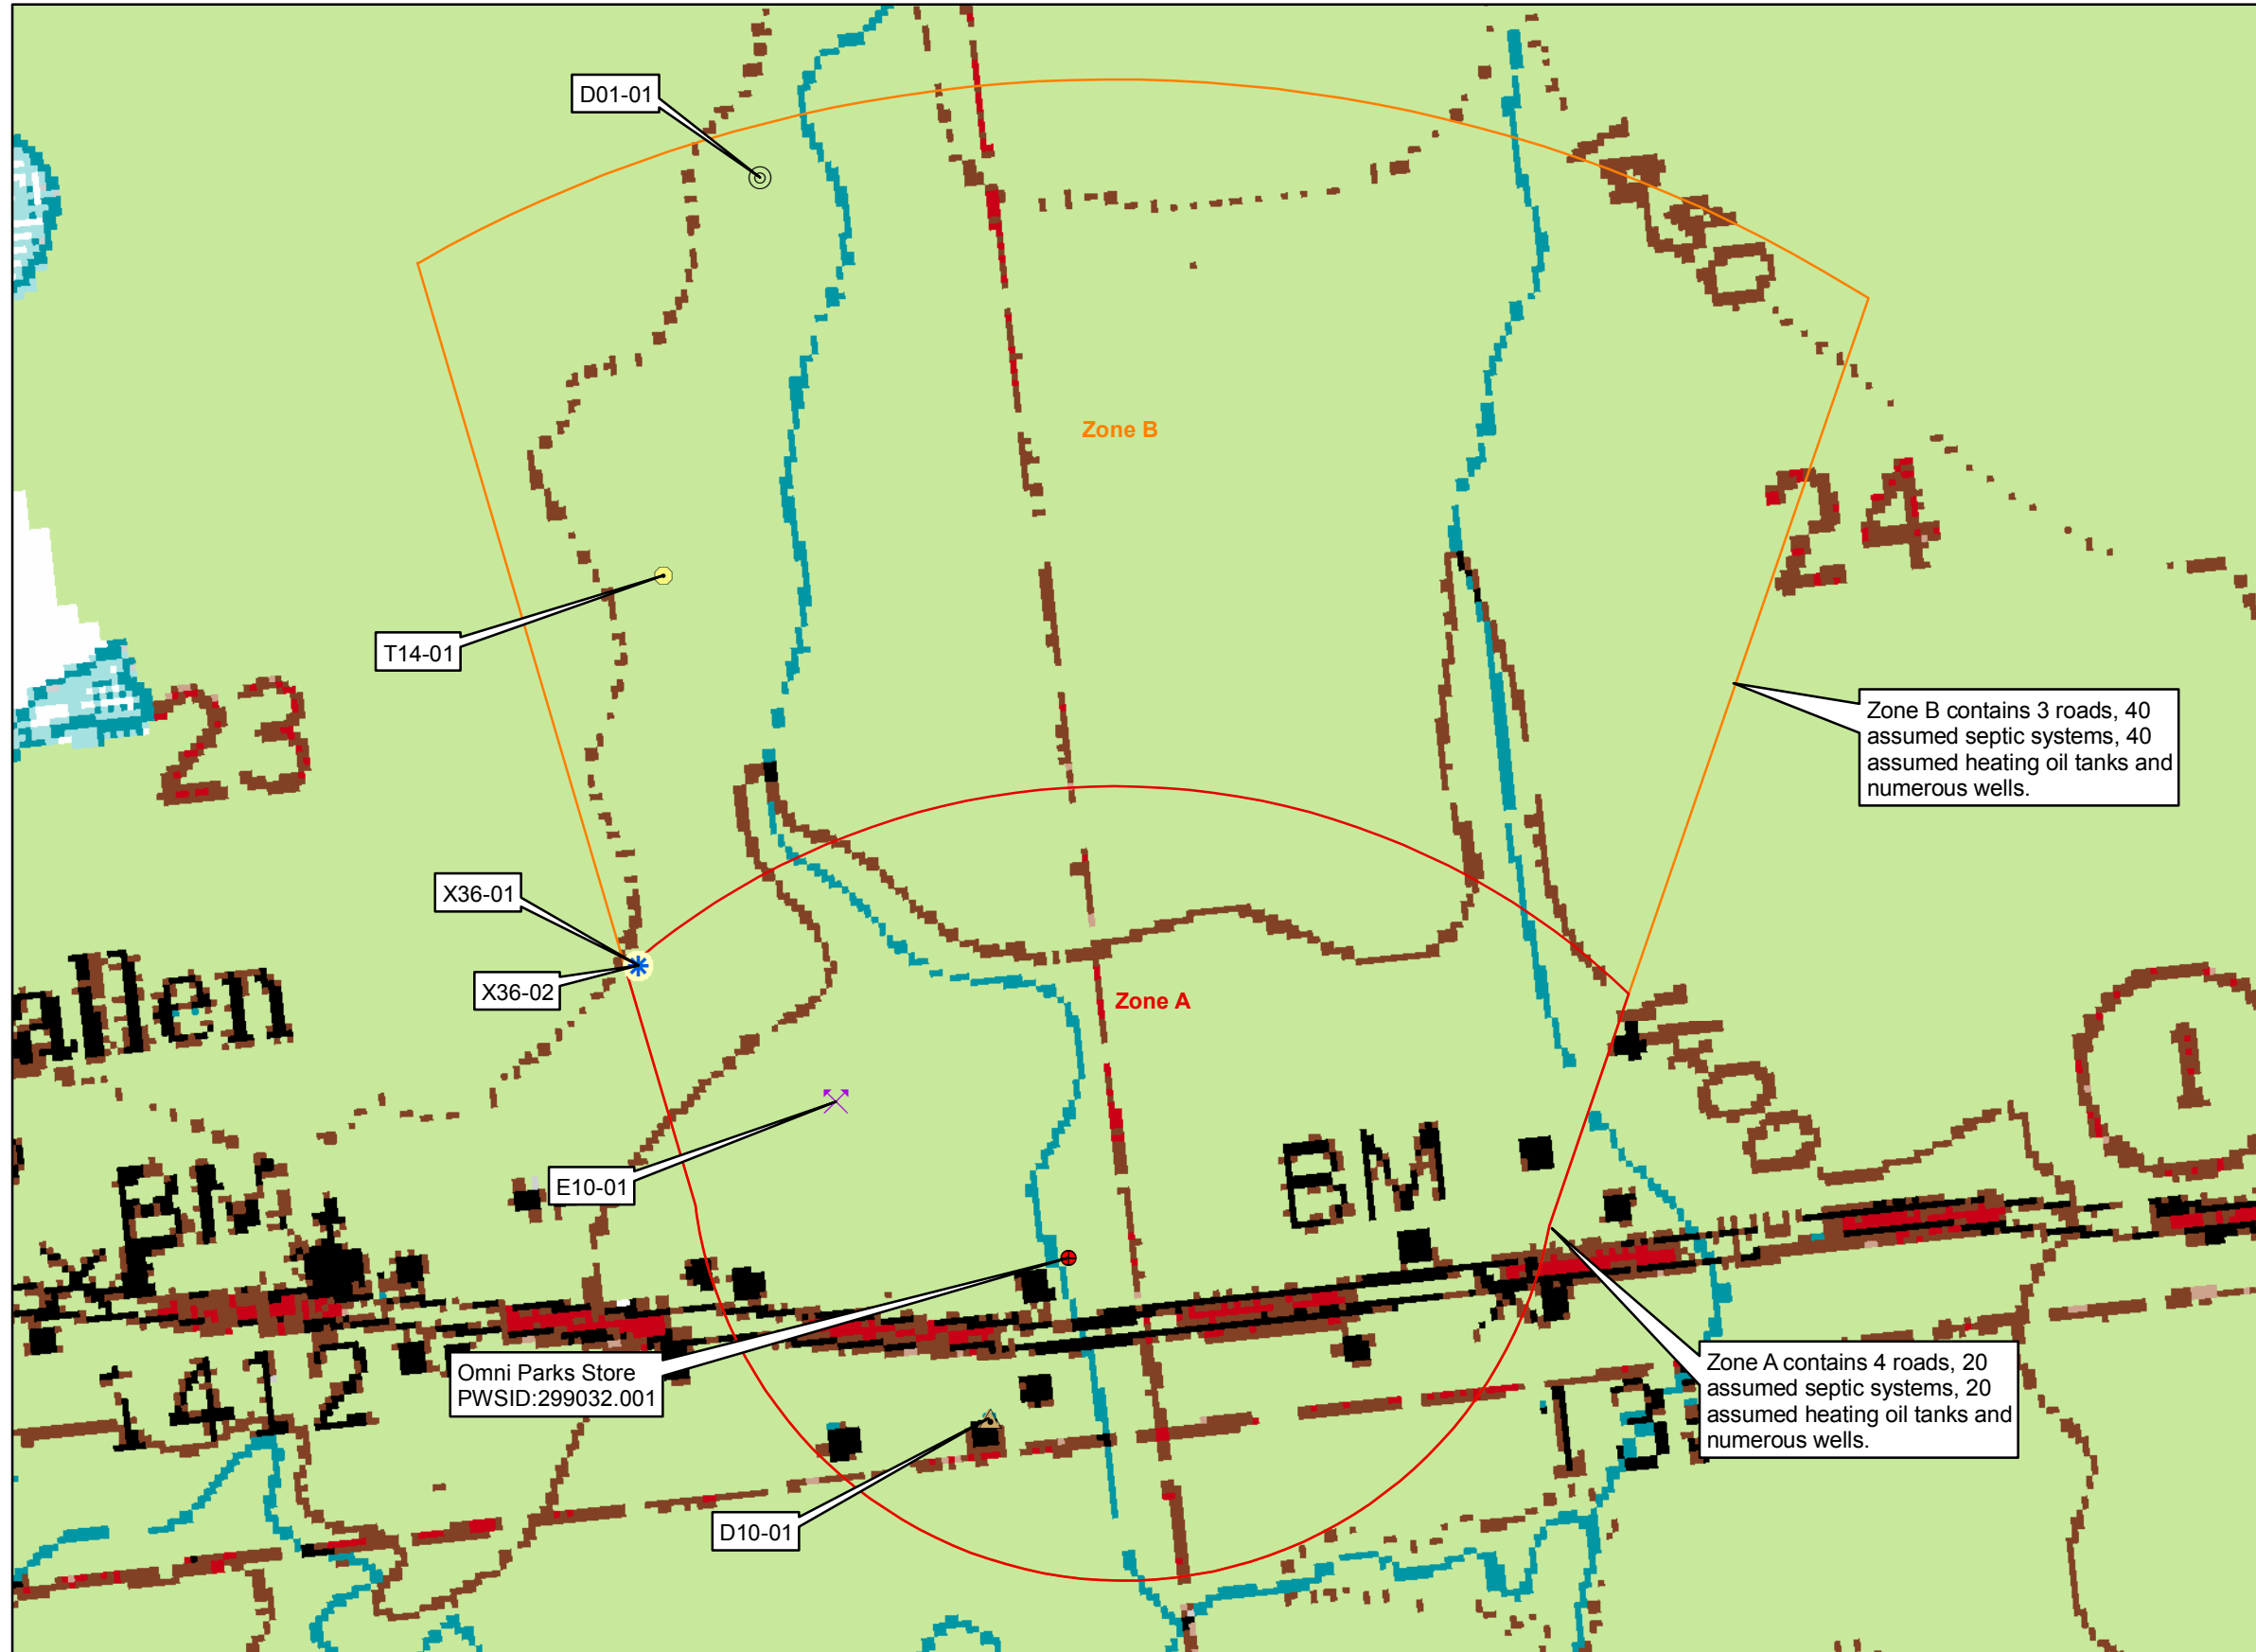 D01-01
Zone B
24
T14-01
23
Zone B contains 3 roads, 40
assumed septic systems, 40
assumed heating oil tanks and
numerous wells.
X36-01
X36-02
allen
Zone A
BM
E10-01
BM
1412
Omni Parks Store
PWSID:299032.001
Zone A contains 4 roads, 20
assumed septic systems, 20
assumed heating oil tanks and
numerous wells.
D10-01